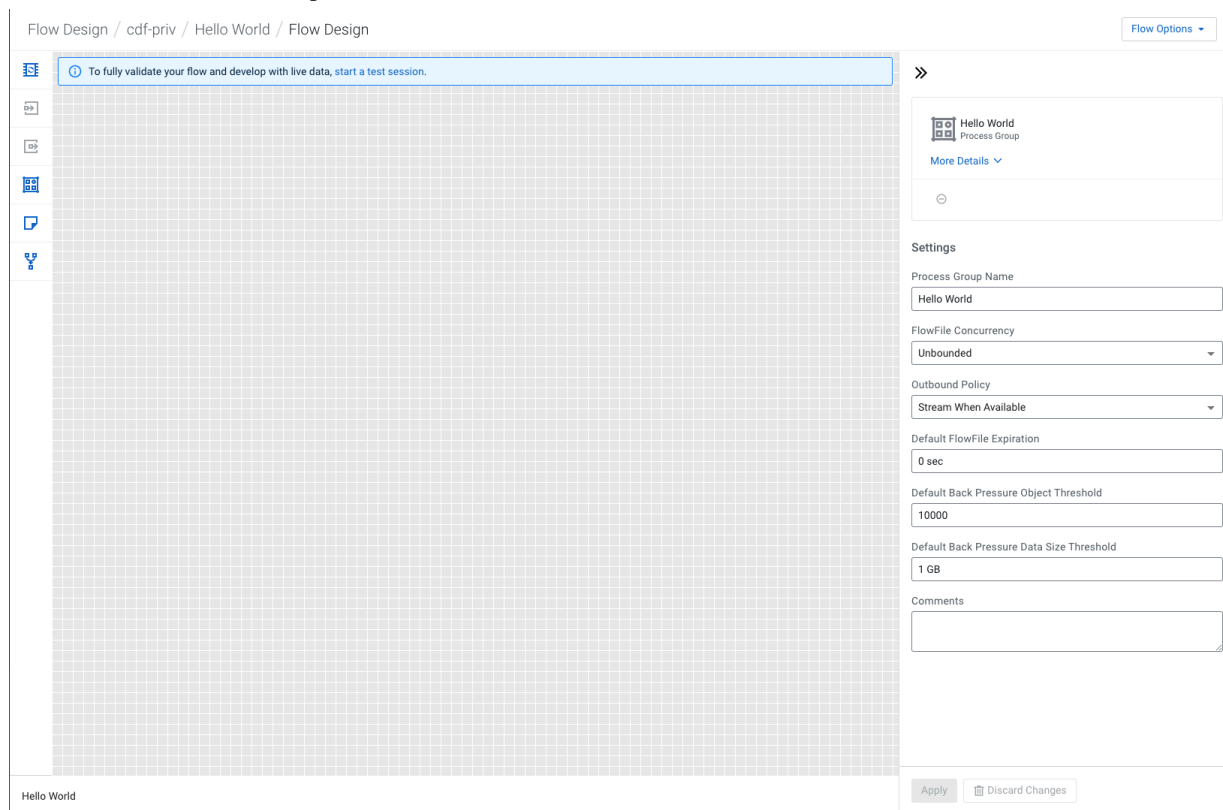 Flow Design / cdf-priv / Hello World / Flow Design
Flow Options
To fully validate your flow and develop with live data, start a test session.
Hello World
Process Group
More Details
Settings
Process Group Name
Hello World
FlowFile Concurrency
Unbounded
Outbound Policy
Stream When Available
Default FlowFile Expiration
0 sec
Default Back Pressure Object Threshold
10000
Default Back Pressure Data Size Threshold
1 GB
Comments
Apply
Discard Changes
Hello World